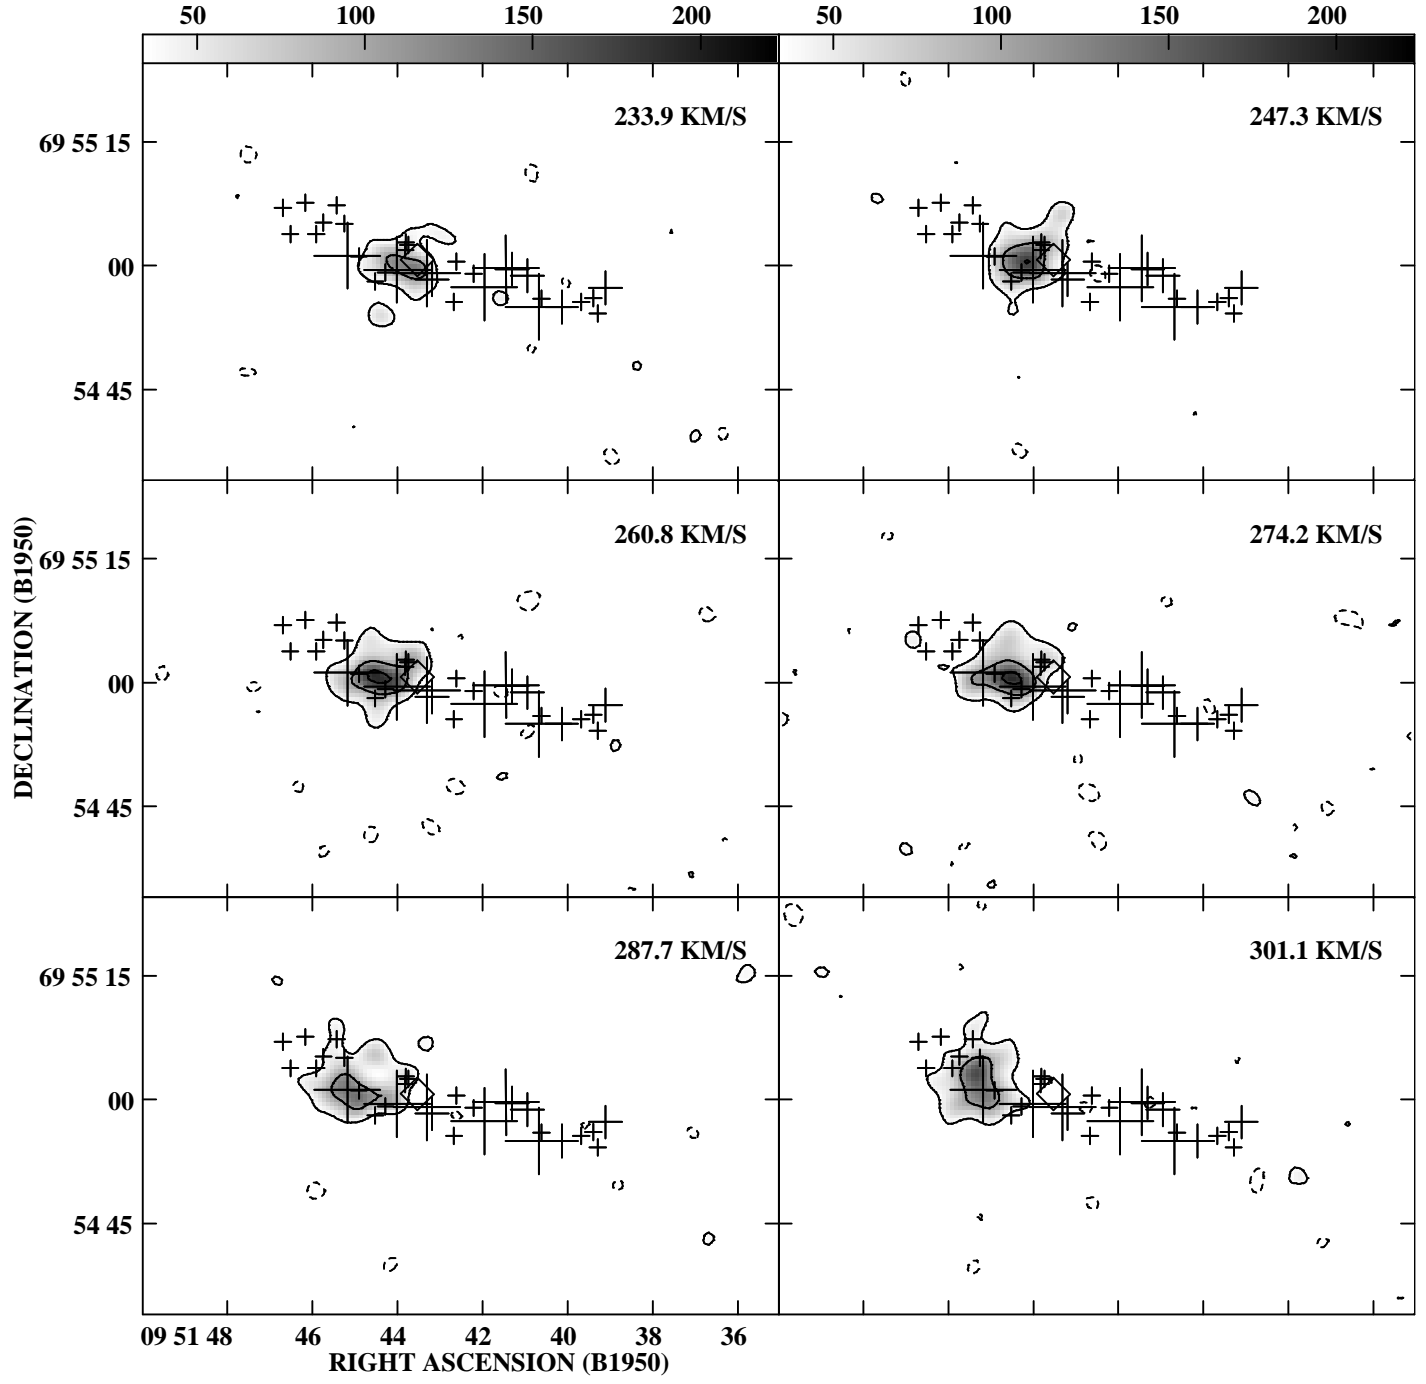 50 100 150 200 50 100 150 200
233.9 KM/S 247.3 KM/S
69 55 15
00
54 45
260.8 KM/S 274.2 KM/S
69 55 15
00
54 45
DECLINATION (B1950)
287.7 KM/S 301.1 KM/S
69 55 15
00
54 45
09 51 48 46 44 42 40 38 36
RIGHT ASCENSION (B1950)